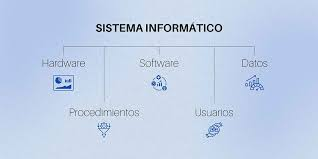 SISTEMA INFORMÁTICO
Hardware
Software
Datos
Procedimientos
Usuarios